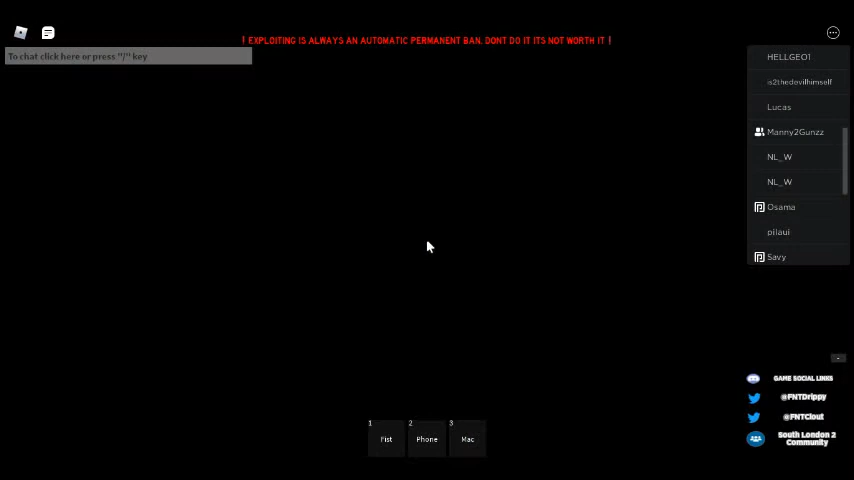 ! EXPLOITING IS ALWAYS AN AUTOMATIC PERMANENT BAN. DONT DO IT ITS NOT WORTH IT !
To chat click here or press "/" key
HELLGEO1
is2thedevilhimself
Lucas
Manny2Gunzz
NL_W
NL_W
Osama
pilaui
Savy
-
GAME SOCIAL LINKS
@FNTDrippy
@FNTClout
South London 2
Community
1
Fist
2
Phone
3
Mac